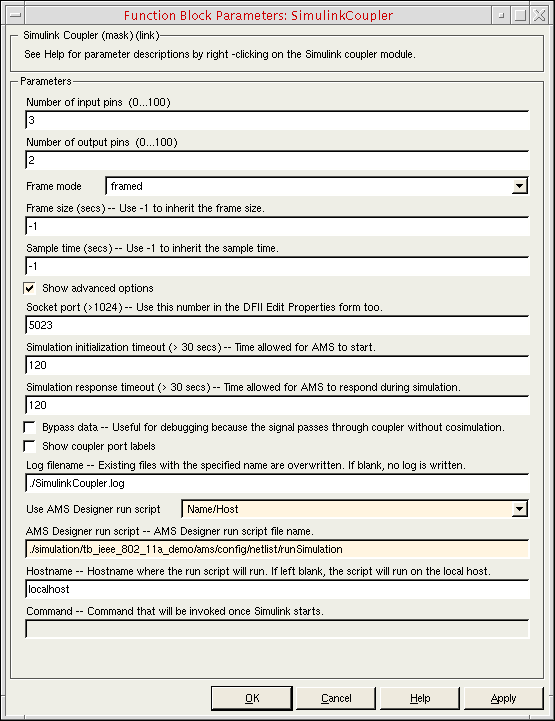 Function Block Parameters: SimulinkCoupler
Simulink Coupler (mask) (link)
See Help for parameter descriptions by right -clicking on the Simulink coupler module.
Parameters
Number of input pins (0...100)
3
Number of output pins (0...100)
2
Frame mode framed
Frame size (secs) -- Use -1 to inherit the frame size.
-1
Sample time (secs) -- Use -1 to inherit the sample time.
-1
Show advanced options
Socket port (>1024) -- Use this number in the DFII Edit Properties form too.
5023
Simulation initialization timeout (> 30 secs) -- Time allowed for AMS to start.
120
Simulation response timeout (> 30 secs) -- Time allowed for AMS to respond during simulation.
120
Bypass data -- Useful for debugging because the signal passes through coupler without cosimulation.
Show coupler port labels
Log filename -- Existing files with the specified name are overwritten. If blank, no log is written.
./SimulinkCoupler.log
Use AMS Designer run script Name/Host
AMS Designer run script -- AMS Designer run script file name.
./simulation/tb_ieee_802_11a_demo/ams/config/netlist/runSimulation
Hostname -- Hostname where the run script will run. If left blank, the script will run on the local host.
localhost
Command -- Command that will be invoked once Simulink starts.
OK Cancel Help Apply